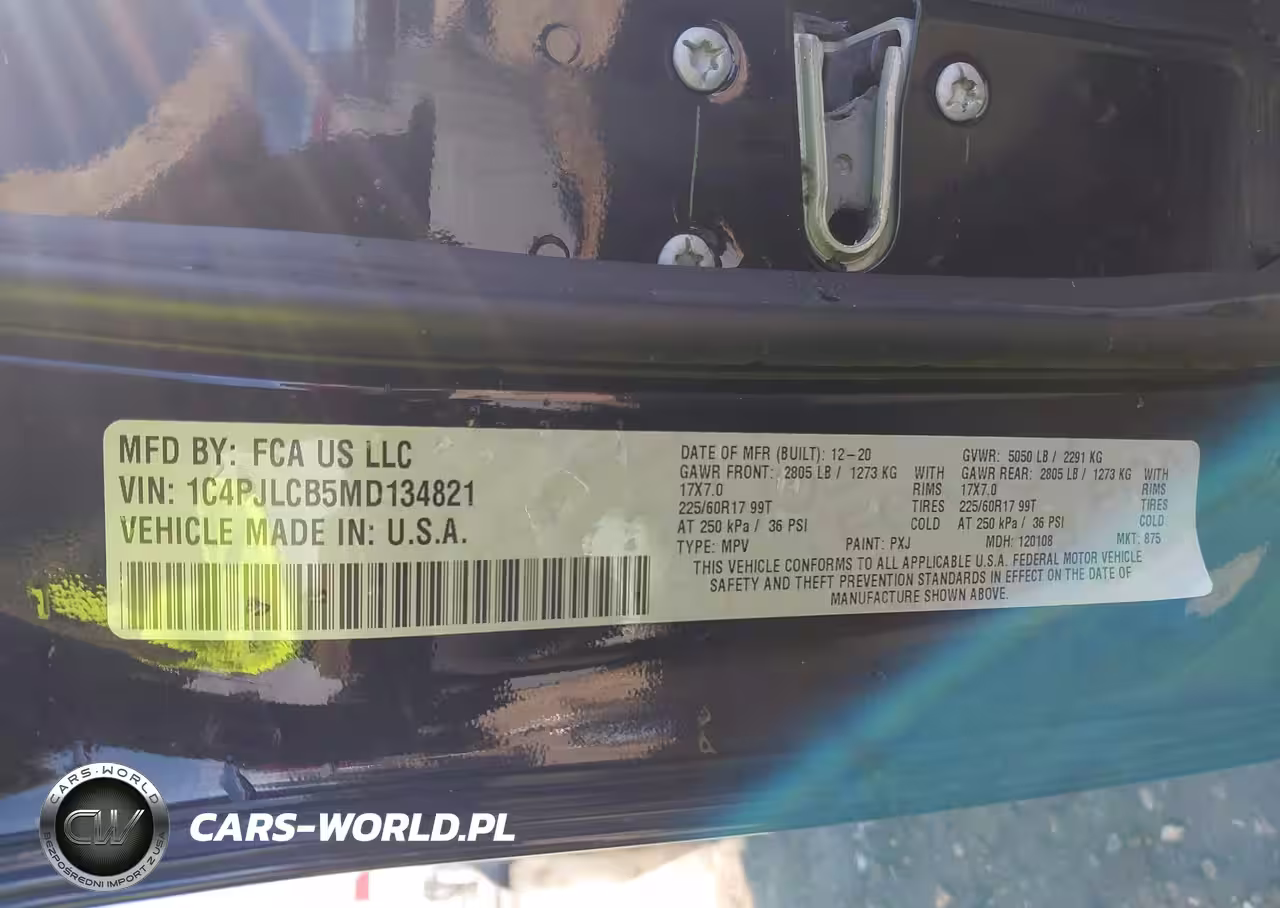 MFD BY: FCA US LLC
VIN: 1C4PJLCB5MD134821
VEHICLE MADE IN: U.S.A.
DATE OF MFR (BUILT): 12-20 GVWR: 5050 LB / 2291 KG
GAWR FRONT: 2805 LB / 1273 KG WITH GAWR REAR: 2805 LB / 1273 KG WITH
17X7.0 RIMS 17X7.0 RIMS
225/60R17 99T TIRES 225/60R17 99T TIRES
AT 250 kPa / 36 PSI COLD AT 250 kPa / 36 PSI COLD
TYPE: MPV PAINT: PXJ MDH: 120108 MKT: 875
THIS VEHICLE CONFORMS TO ALL APPLICABLE U.S.A. FEDERAL MOTOR VEHICLE
SAFETY AND THEFT PREVENTION STANDARDS IN EFFECT ON THE DATE OF
MANUFACTURE SHOWN ABOVE.
CARS-WORLD
CW
BEZPOŚREDNI IMPORT Z USA
CARS-WORLD.PL